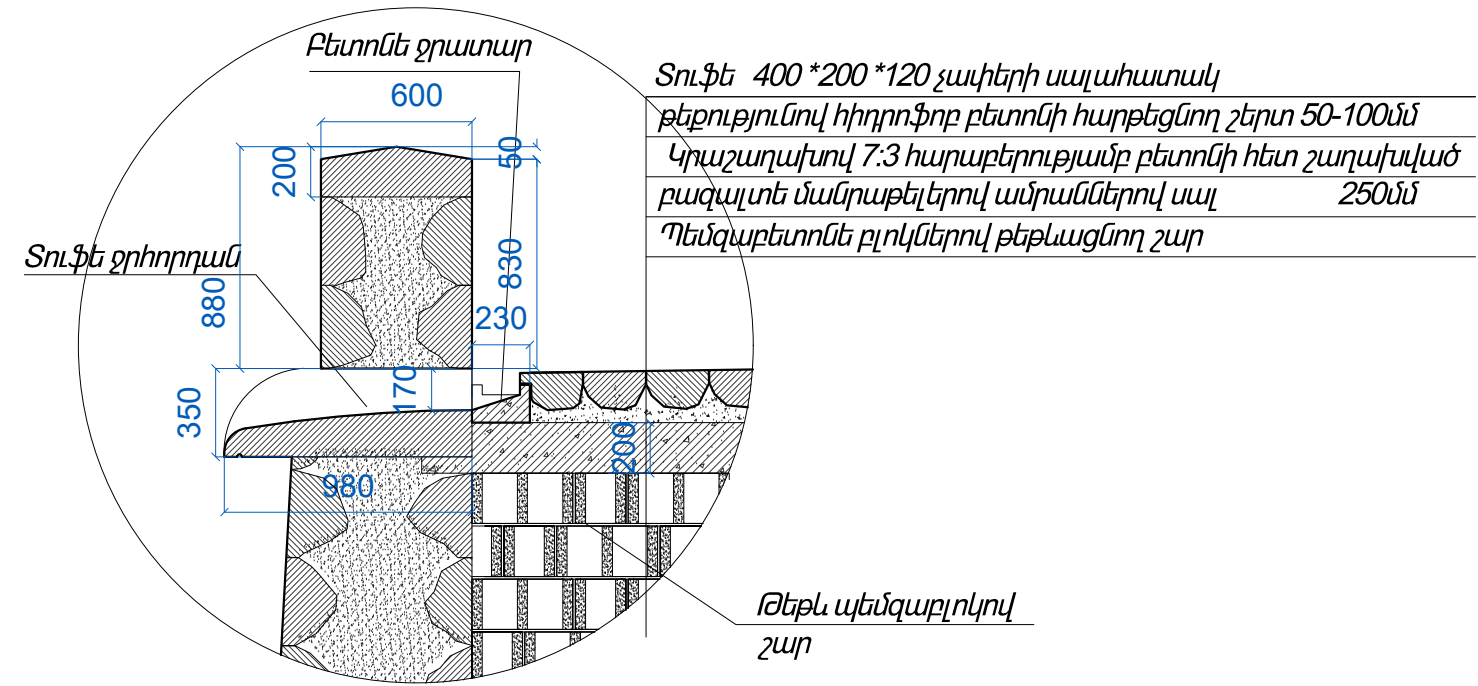 Բետոնե ջրատար
Տուֆե 400 *200 *120 չափերի սալահատակ
600
թեքությունով հիդրոֆոբ բետոնի հարթեցնող շերտ 50-100մմ
Կրաշաղախով 7:3 հարաբերությամբ բետոնի հետ շաղախված
50
200
բազալտե մանրաթելերով ամրաններով սալ 250մմ
Պեմզաբետոնե բլոկներով թեթևացնող շար
Տուֆե ջրհորդան
830
880
230
170
350
200
980
Թեթև պեմզաբլոկով
շար